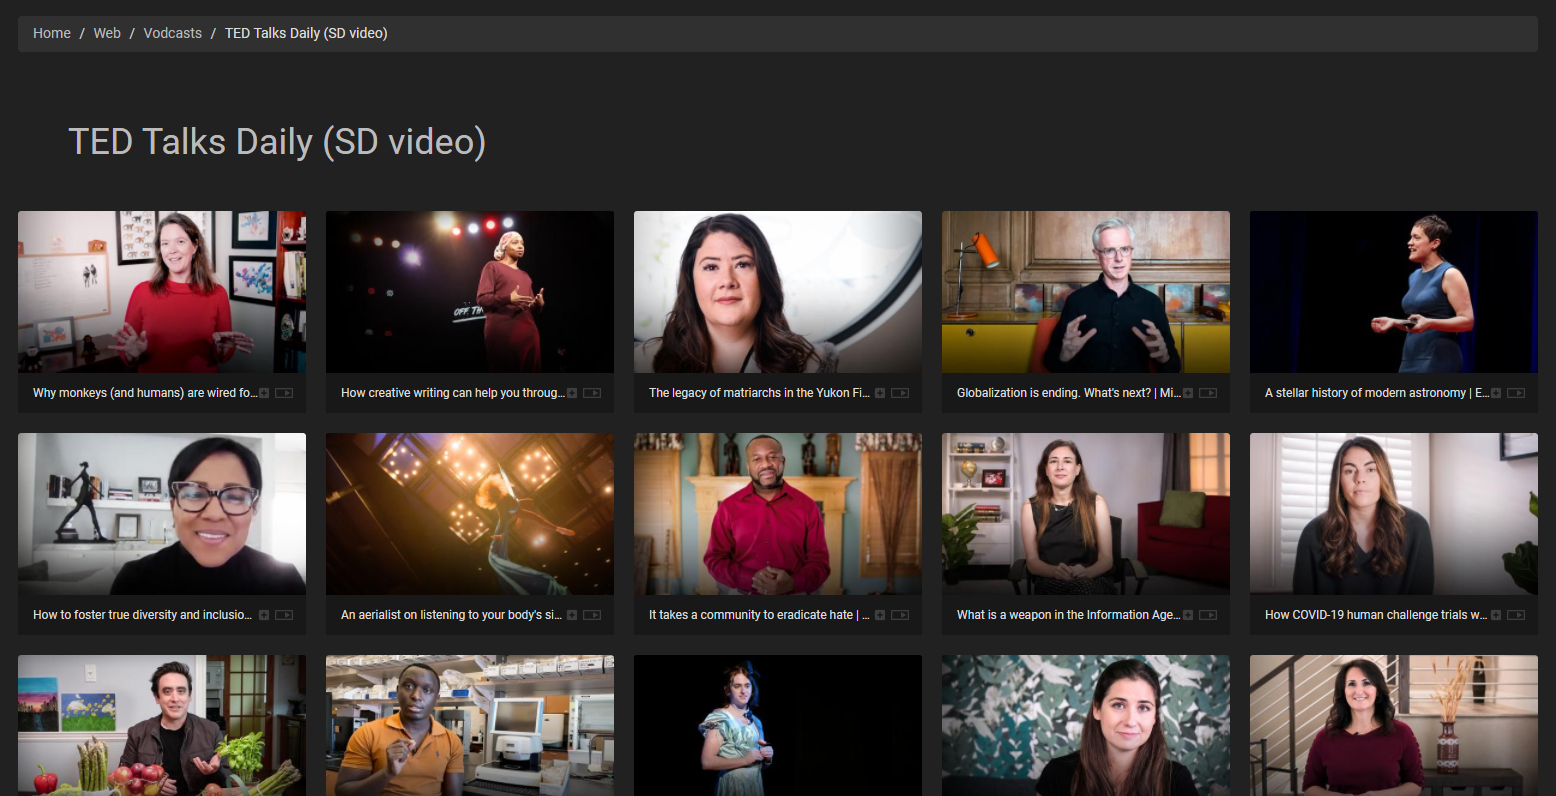 Home / Web / Vodcasts / TED Talks Daily (SD video)
TED Talks Daily (SD video)
OFF. TH
Why monkeys (and humans) are wired fo...
How creative writing can help you throug...
The legacy of matriarchs in the Yukon Fi...
Globalization is ending. What's next? | Mi...
A stellar history of modern astronomy | E...
How to foster true diversity and inclusio...
An aerialist on listening to your body's si...
It takes a community to eradicate hate | ...
What is a weapon in the Information Age...
How COVID-19 human challenge trials w...